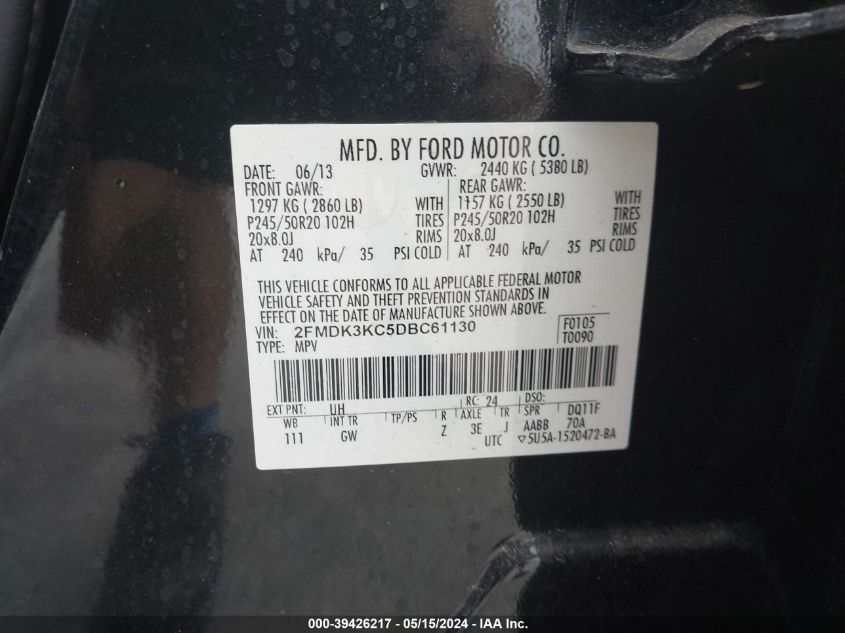 MFD. BY FORD MOTOR CO.
DATE: 06/13 GVWR: 2440 KG ( 5380 LB)
FRONT GAWR: REAR GAWR:
1297 KG ( 2860 LB) WITH 1157 KG ( 2550 LB) WITH
P245/50R20 102H TIRES P245/50R20 102H TIRES
20x8.0J RIMS 20x8.0J RIMS
AT 240 kPa/ 35 PSI COLD AT 240 kPa/ 35 PSI COLD
THIS VEHICLE CONFORMS TO ALL APPLICABLE FEDERAL MOTOR
VEHICLE SAFETY AND THEFT PREVENTION STANDARDS IN
EFFECT ON THE DATE OF MANUFACTURE SHOWN ABOVE.
VIN: 2FMDK3KC5DBC61130 F0105
TYPE: MPV T0090
EXT PNT: UH RC: 24 DSO:
WB INT TR TP/PS R AXLE TR SPR DQ11F
111 GW Z 3E J AABB 70A
UTC ▽5U5A-1520472-BA
000-39426217 - 05/15/2024 - IAA Inc.